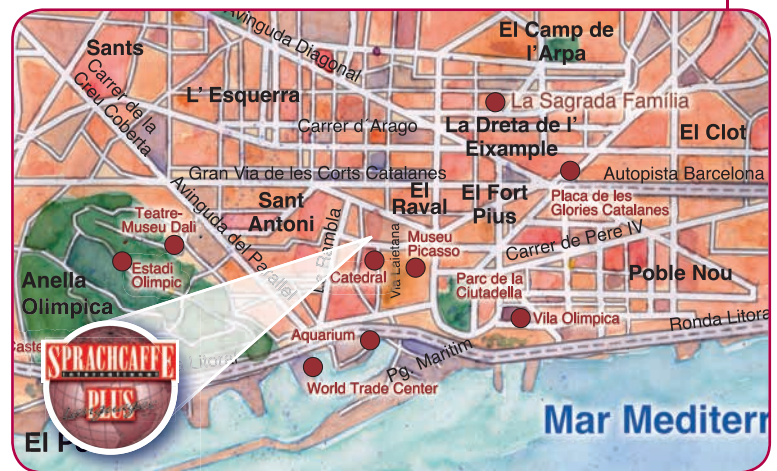 Avinguda Diagonal
El Camp de
l'Arpa
Sants
Carrer de la
Creu Coberta
L' Esquerra
La Sagrada Família
Carrer d'Arago
La Dreta de l'
Eixample
El Clot
Gran Via de les Corts Catalanes
Autopista Barcelona
Avinguda del Parallel
Sant
Antoni
El
Raval
El Fort
Pius
Placa de les
Glories Catalanes
Teatre-
Museu Dali
La Rambla
Via Laietana
Museu
Picasso
Carrer de Pere IV
Estadi
Olimpic
Catedral
Parc de la
Ciutadella
Poble Nou
Anella
Olimpica
Vila Olimpica
Ronda Litora
Aquarium
Pg. Maritim
World Trade Center
SPRACHCAFFE
International
PLUS
Mar Mediterr
El P